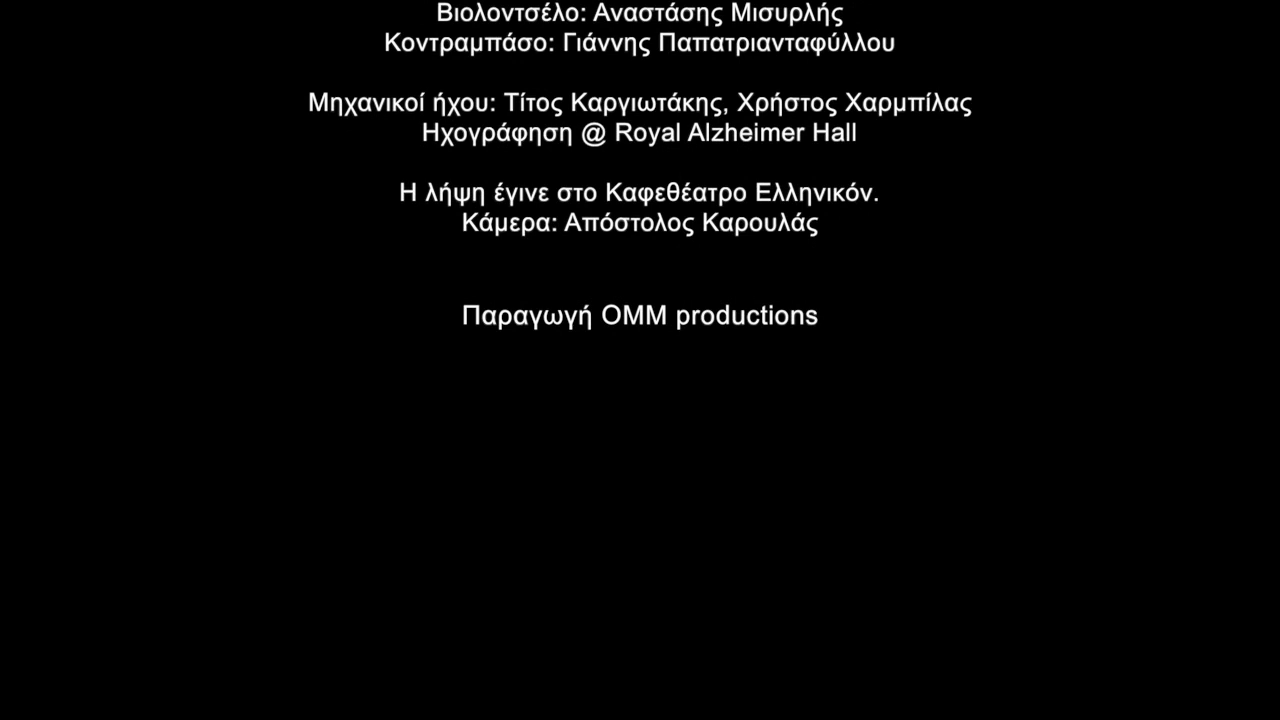 Βιολοντσέλο: Αναστάσης Μισυρλής
Κοντραμπάσο: Γιάννης Παπατριανταφύλλου
Μηχανικοί ήχου: Τίτος Καργιωτάκης, Χρήστος Χαρμπίλας
Ηχογράφηση @ Royal Alzheimer Hall
Η λήψη έγινε στο Καφεθέατρο Ελληνικόν.
Κάμερα: Απόστολος Καρουλάς
Παραγωγή OMM productions